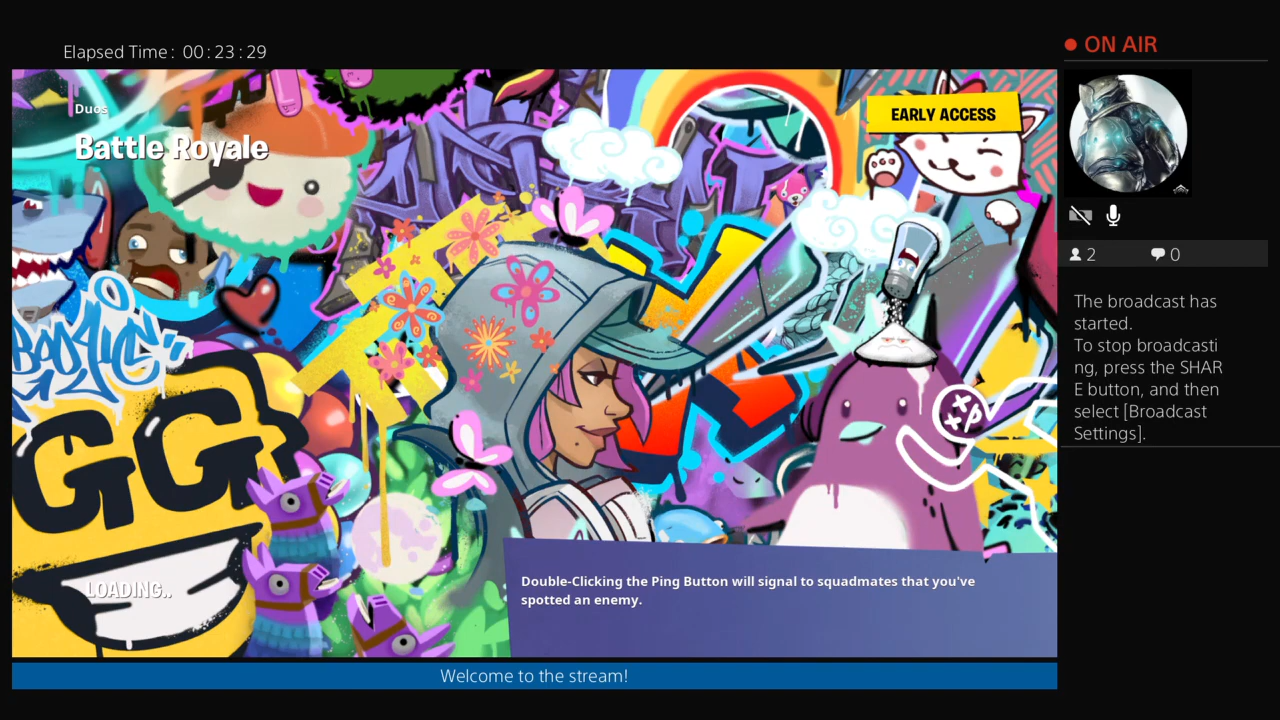 Elapsed Time: 00:23:29
ON AIR
Duos
Battle Royale
EARLY ACCESS
2
0
The broadcast has
started.
To stop broadcasti
ng, press the SHAR
E button, and then
select [Broadcast
Settings].
BOOGIE
GG
LOADING..
Double-Clicking the Ping Button will signal to squadmates that you've
spotted an enemy.
Welcome to the stream!